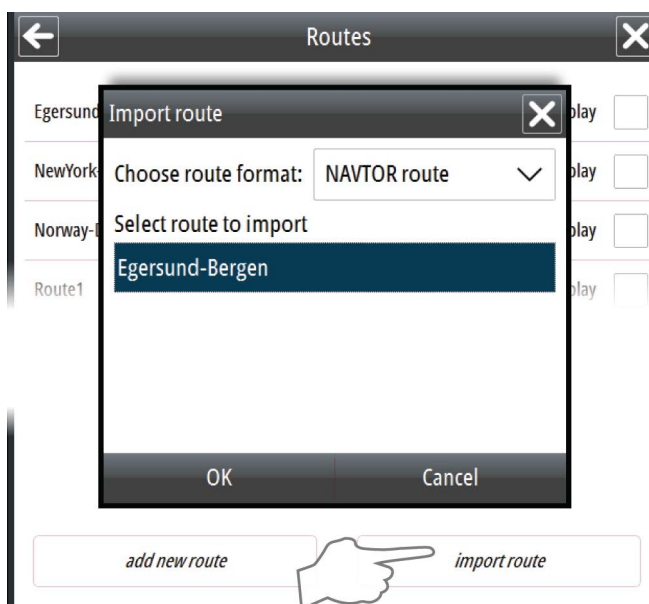 Routes
Egersund
play
Import route
NewYork-
Choose route format: NAVTOR route
play
Norway-
Select route to import
play
Egersund-Bergen
Route1
play
OK Cancel
add new route import route